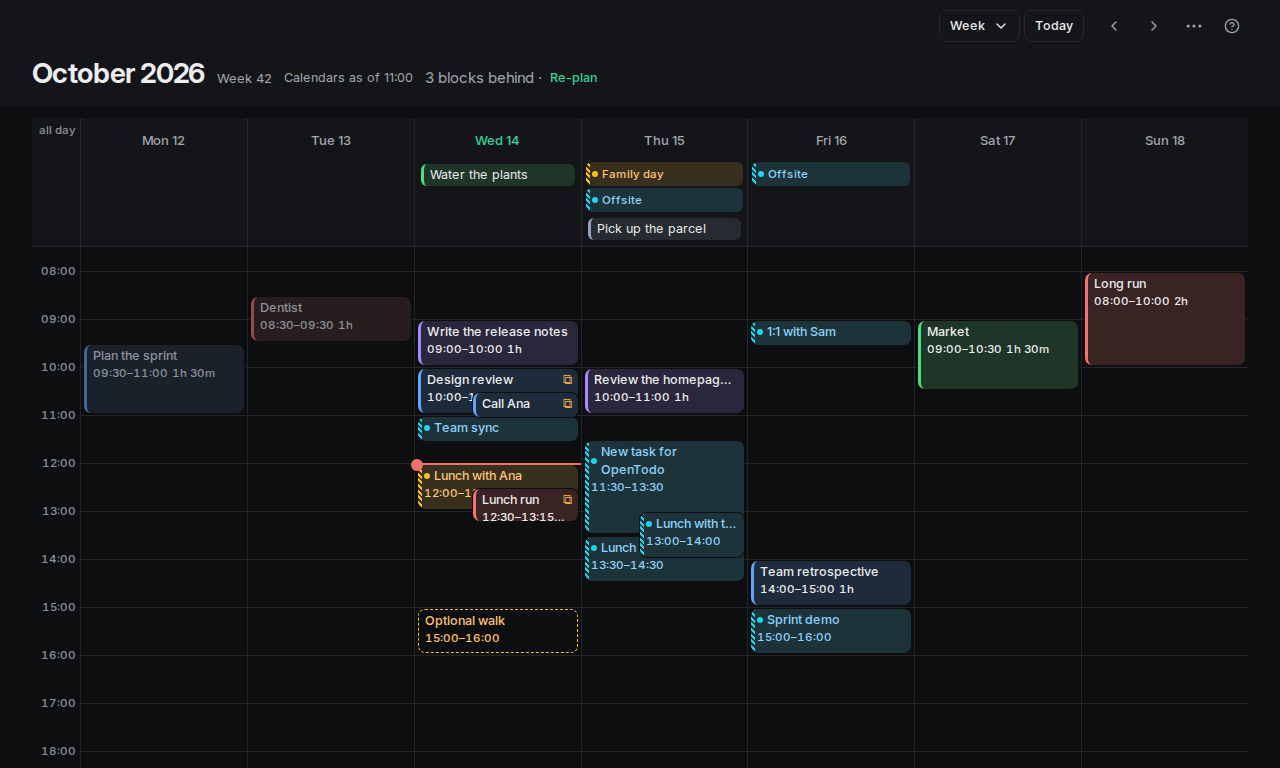 Week
Today
October 2026 Week 42 Calendars as of 11:00 3 blocks behind · Re-plan
all day
Mon 12
Tue 13
Wed 14
Thu 15
Fri 16
Sat 17
Sun 18
Water the plants
Family day
Offsite
Pick up the parcel
Offsite
08:00
09:00
10:00
11:00
12:00
13:00
14:00
15:00
16:00
17:00
18:00
Plan the sprint
09:30–11:00 1h 30m
Dentist
08:30–09:30 1h
Write the release notes
09:00–10:00 1h
Design review
10:00–1
Call Ana
Team sync
Lunch with Ana
12:00–1
Lunch run
12:30–13:15...
Optional walk
15:00–16:00
Review the homepag...
10:00–11:00 1h
New task for
OpenTodo
11:30–13:30
Lunch with t...
13:00–14:00
Lunch
13:30–14:30
1:1 with Sam
Team retrospective
14:00–15:00 1h
Sprint demo
15:00–16:00
Market
09:00–10:30 1h 30m
Long run
08:00–10:00 2h